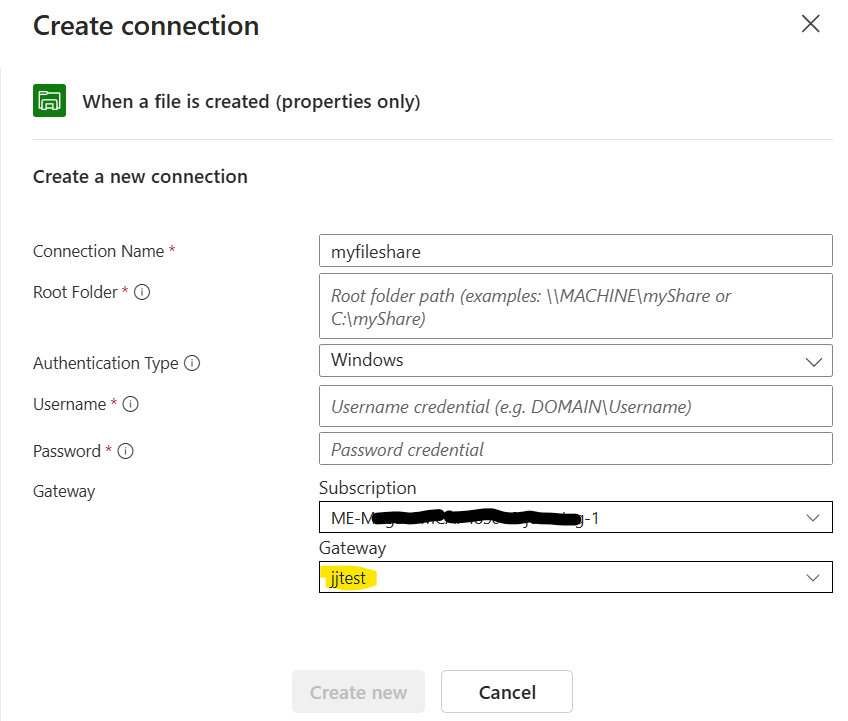 Create connection
When a file is created (properties only)
Create a new connection
Connection Name *
myfileshare
Root Folder *
Root folder path (examples: \\MACHINE\myShare or
C:\myShare)
Authentication Type
Windows
Username *
Username credential (e.g. DOMAIN\Username)
Password *
Password credential
Gateway
Subscription
ME-M -1
Gateway
jjtest
Create new
Cancel